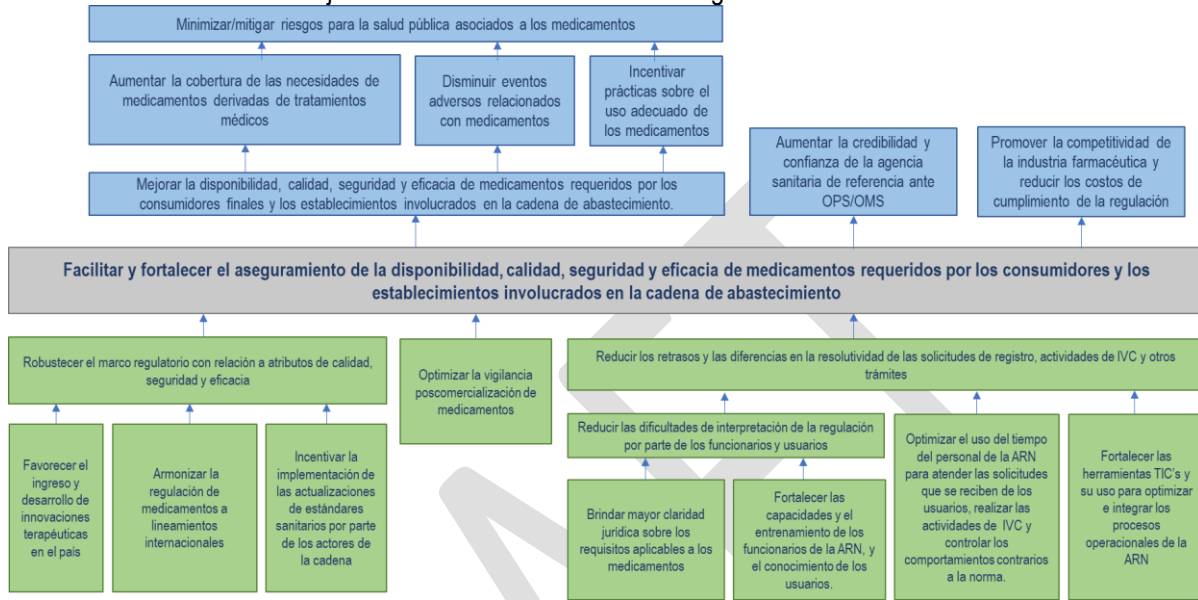 Minimizar/mitigar riesgos para la salud pública asociados a los medicamentos
Aumentar la cobertura de las necesidades de
medicamentos derivadas de tratamientos
médicos
Disminuir eventos
adversos relacionados
con medicamentos
Incentivar
prácticas sobre el
uso adecuado de
los medicamentos
Aumentar la credibilidad y
confianza de la agencia
sanitaria de referencia ante
OPS/OMS
Promover la competitividad de
la industria farmacéutica y
reducir los costos de
cumplimiento de la regulación
Mejorar la disponibilidad, calidad, seguridad y eficacia de medicamentos requeridos por los
consumidores finales y los establecimientos involucrados en la cadena de abastecimiento.
Facilitar y fortalecer el aseguramiento de la disponibilidad, calidad, seguridad y eficacia de medicamentos requeridos por los consumidores y los
establecimientos involucrados en la cadena de abastecimiento
Robustecer el marco regulatorio con relación a atributos de calidad,
seguridad y eficacia
Optimizar la vigilancia
poscomercialización de
medicamentos
Reducir los retrasos y las diferencias en la resolutividad de las solicitudes de registro, actividades de IVC y otros
trámites
Favorecer el
ingreso y
desarrollo de
innovaciones
terapéuticas
en el país
Armonizar la
regulación de
medicamentos a
lineamientos
internacionales
Incentivar la
implementación de
las actualizaciones
de estándares
sanitarios por parte
de los actores de
la cadena
Reducir las dificultades de interpretación de la regulación
por parte de los funcionarios y usuarios
Brindar mayor claridad
jurídica sobre los
requisitos aplicables a los
medicamentos
Fortalecer las
capacidades y el
entrenamiento de los
funcionarios de la ARN, y
el conocimiento de los
usuarios.
Optimizar el uso del tiempo
del personal de la ARN
para atender las solicitudes
que se reciben de los
usuarios, realizar las
actividades de IVC y
controlar los
comportamientos contrarios
a la norma.
Fortalecer las
herramientas TIC's y
su uso para optimizar
e integrar los
procesos
operacionales de la
ARN